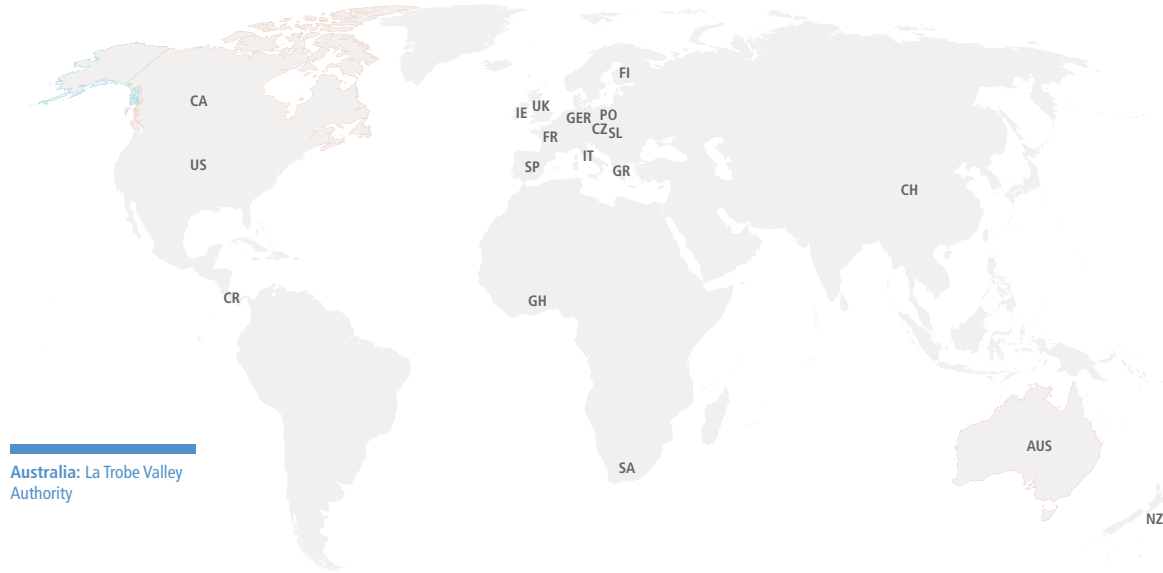 FI
CA
IE UK
GER PO
CZ SL
FR
IT
US
SP
GR
CH
CR
GH
AUS
SA
NZ
Australia: La Trobe Valley
Authority